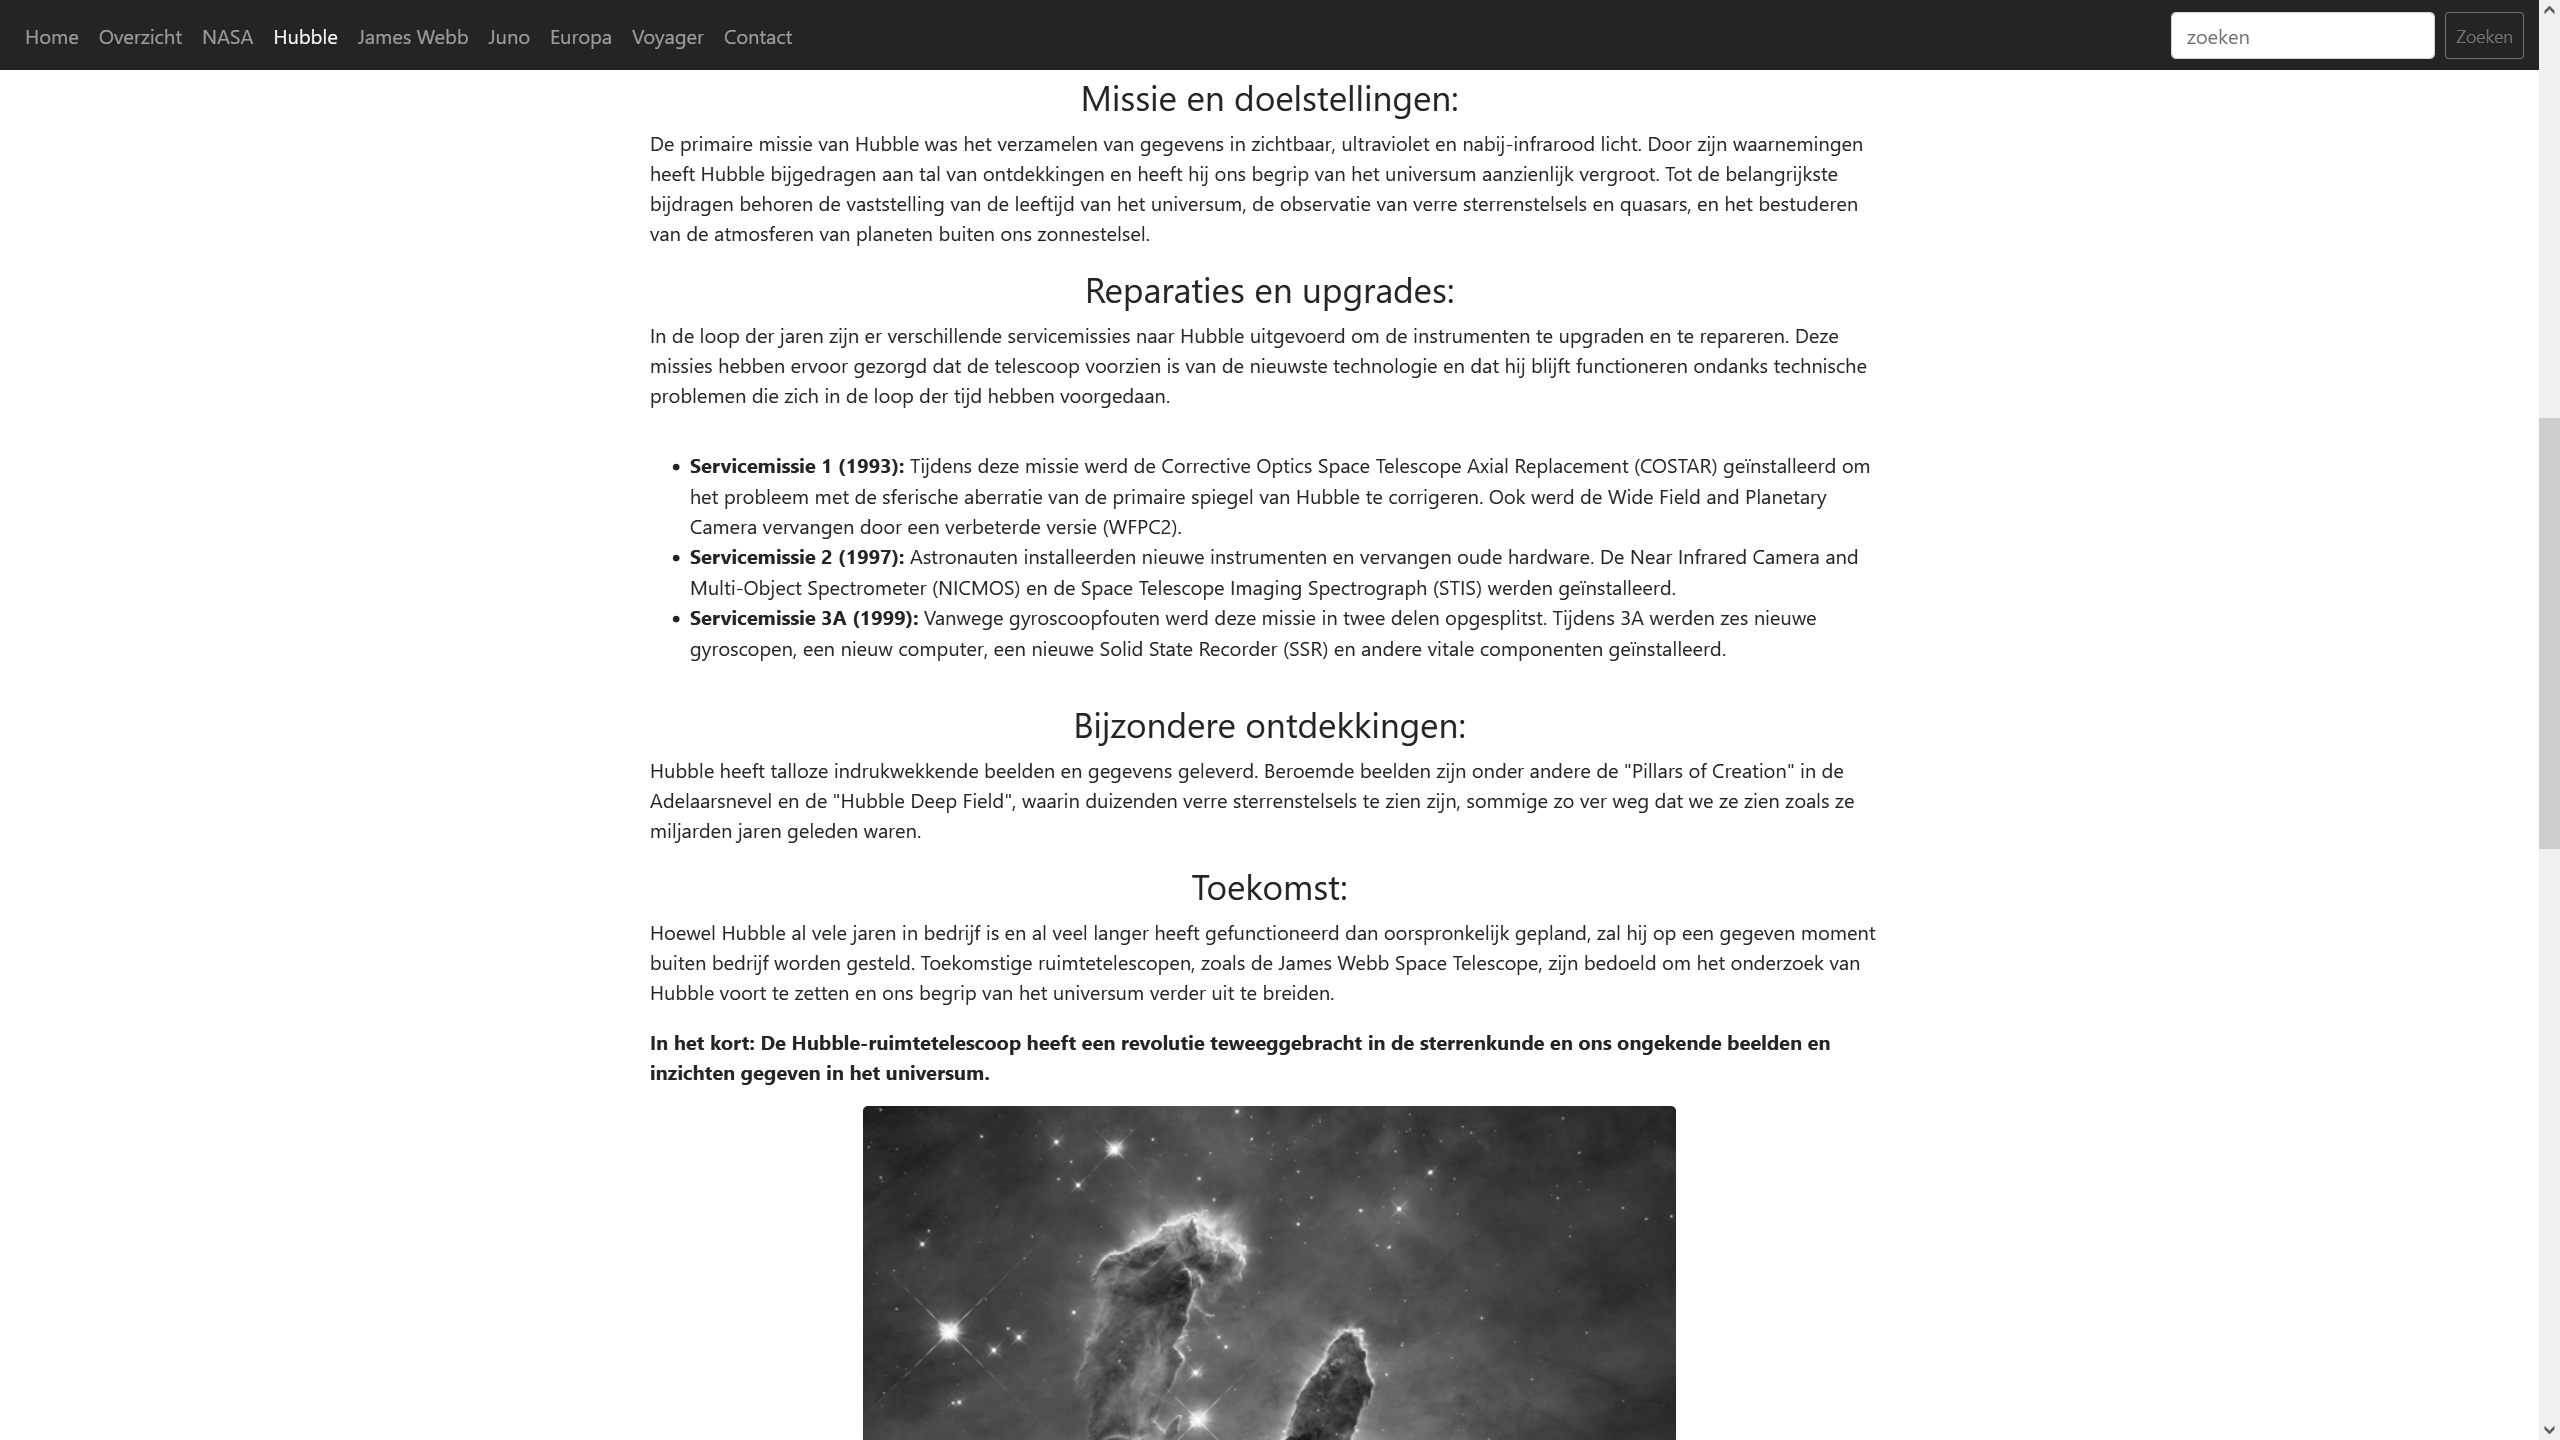 Home Overzicht NASA Hubble James Webb Juno Europa Voyager Contact zoeken Zoeken
Missie en doelstellingen:
De primaire missie van Hubble was het verzamelen van gegevens in zichtbaar, ultraviolet en nabij-infrarood licht. Door zijn waarnemingen
heeft Hubble bijgedragen aan tal van ontdekkingen en heeft hij ons begrip van het universum aanzienlijk vergroot. Tot de belangrijkste
bijdragen behoren de vaststelling van de leeftijd van het universum, de observatie van verre sterrenstelsels en quasars, en het bestuderen
van de atmosferen van planeten buiten ons zonnestelsel.
Reparaties en upgrades:
In de loop der jaren zijn er verschillende servicemissies naar Hubble uitgevoerd om de instrumenten te upgraden en te repareren. Deze
missies hebben ervoor gezorgd dat de telescoop voorzien is van de nieuwste technologie en dat hij blijft functioneren ondanks technische
problemen die zich in de loop der tijd hebben voorgedaan.
• Servicemissie 1 (1993): Tijdens deze missie werd de Corrective Optics Space Telescope Axial Replacement (COSTAR) geïnstalleerd om
het probleem met de sferische aberratie van de primaire spiegel van Hubble te corrigeren. Ook werd de Wide Field and Planetary
Camera vervangen door een verbeterde versie (WFPC2).
• Servicemissie 2 (1997): Astronauten installeerden nieuwe instrumenten en vervangen oude hardware. De Near Infrared Camera and
Multi-Object Spectrometer (NICMOS) en de Space Telescope Imaging Spectrograph (STIS) werden geïnstalleerd.
• Servicemissie 3A (1999): Vanwege gyroscoopfouten werd deze missie in twee delen opgesplitst. Tijdens 3A werden zes nieuwe
gyroscopen, een nieuw computer, een nieuwe Solid State Recorder (SSR) en andere vitale componenten geïnstalleerd.
Bijzondere ontdekkingen:
Hubble heeft talloze indrukwekkende beelden en gegevens geleverd. Beroemde beelden zijn onder andere de "Pillars of Creation" in de
Adelaarsnevel en de "Hubble Deep Field", waarin duizenden verre sterrenstelsels te zien zijn, sommige zo ver weg dat we ze zien zoals ze
miljarden jaren geleden waren.
Toekomst:
Hoewel Hubble al vele jaren in bedrijf is en al veel langer heeft gefunctioneerd dan oorspronkelijk gepland, zal hij op een gegeven moment
buiten bedrijf worden gesteld. Toekomstige ruimtetelescopen, zoals de James Webb Space Telescope, zijn bedoeld om het onderzoek van
Hubble voort te zetten en ons begrip van het universum verder uit te breiden.
In het kort: De Hubble-ruimtetelescoop heeft een revolutie teweeggebracht in de sterrenkunde en ons ongekende beelden en
inzichten gegeven in het universum.